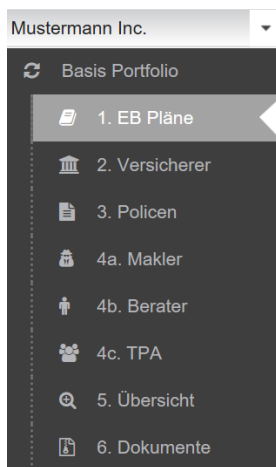 Mustermann Inc.
Basis Portfolio
1. EB Pläne
2. Versicherer
3. Policen
4a. Makler
4b. Berater
4c. TPA
5. Übersicht
6. Dokumente